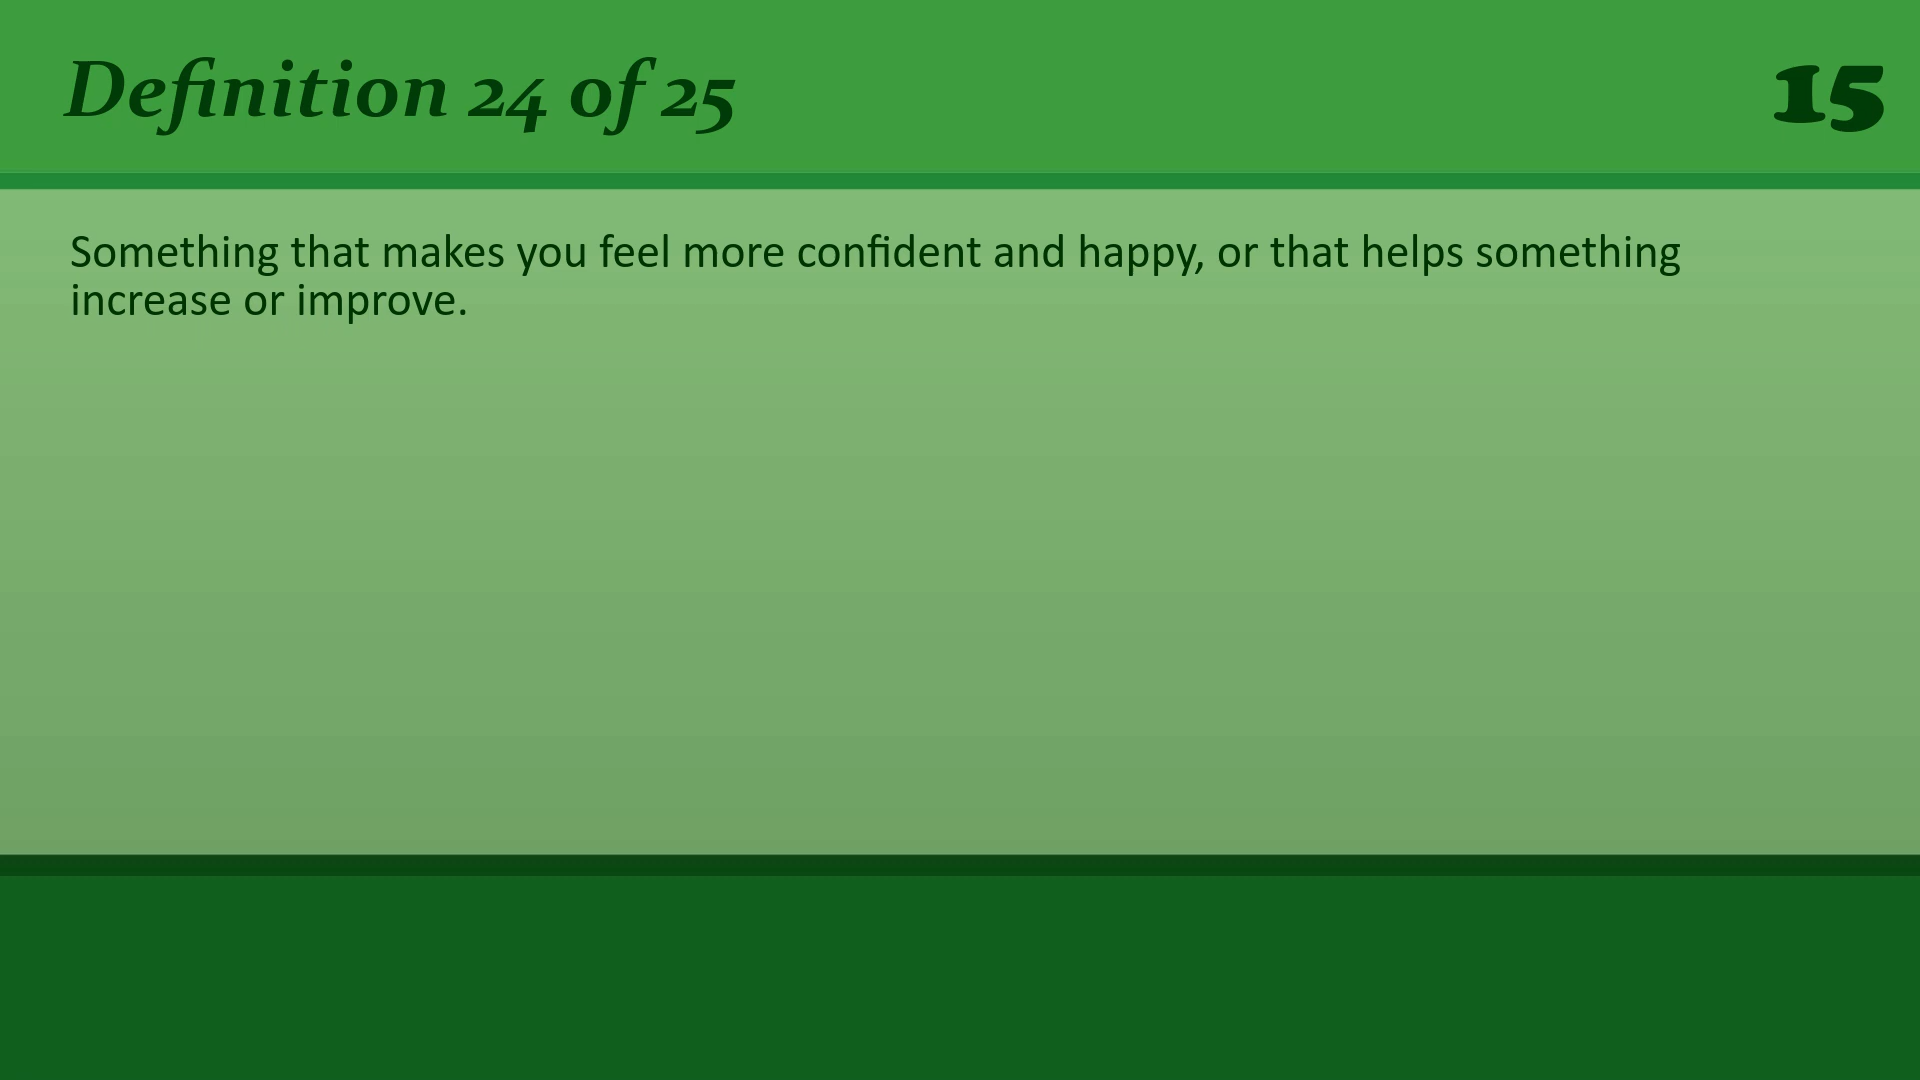 Definition 24 of 25
15
Something that makes you feel more confident and happy, or that helps something
increase or improve.